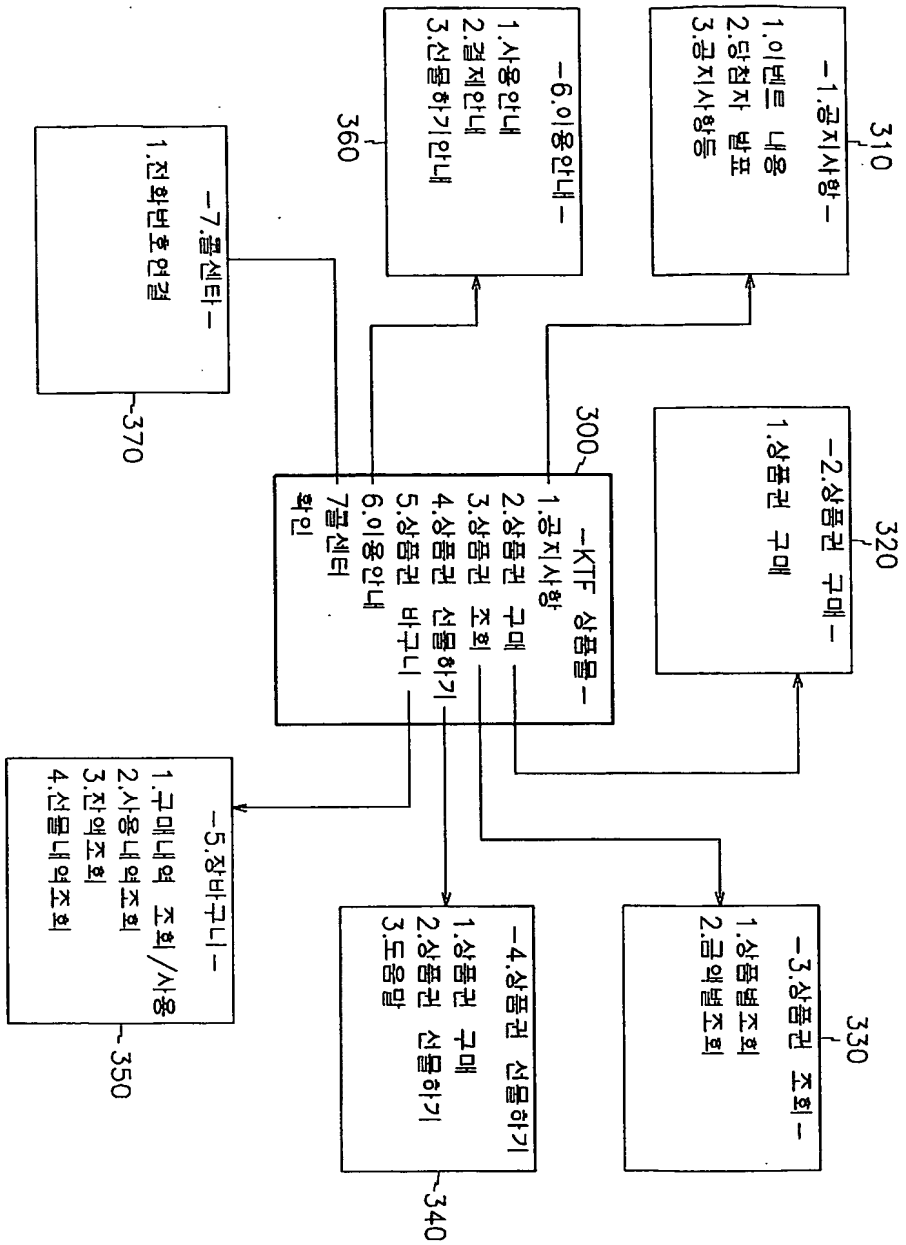 310
-1.공지사항-
1.이벤트 내용
2.당첨자 발표
3.공지사항등
320
-2.상품권 구매-
1.상품권 구매
330
-3.상품권 조회-
1.상품별조회
2.금액별조회
360
-6.이용안내-
1.사용안내
2.결제안내
3.선물하기안내
300
-KTF 상품몰-
1.공지사항
2.상품권 구매
3.상품권 조회
4.상품권 선물하기
5.상품권 바구니
6.이용안내
7콜센터
확인
-4.상품권 선물하기
1.상품권 구매
2.상품권 선물하기
3.도움말
340
-7.콜센타-
1.전화번호연결
370
-5.장바구니-
1.구매내역 조회/사용
2.사용내역조회
3.잔액조회
4.선물내역조회
350